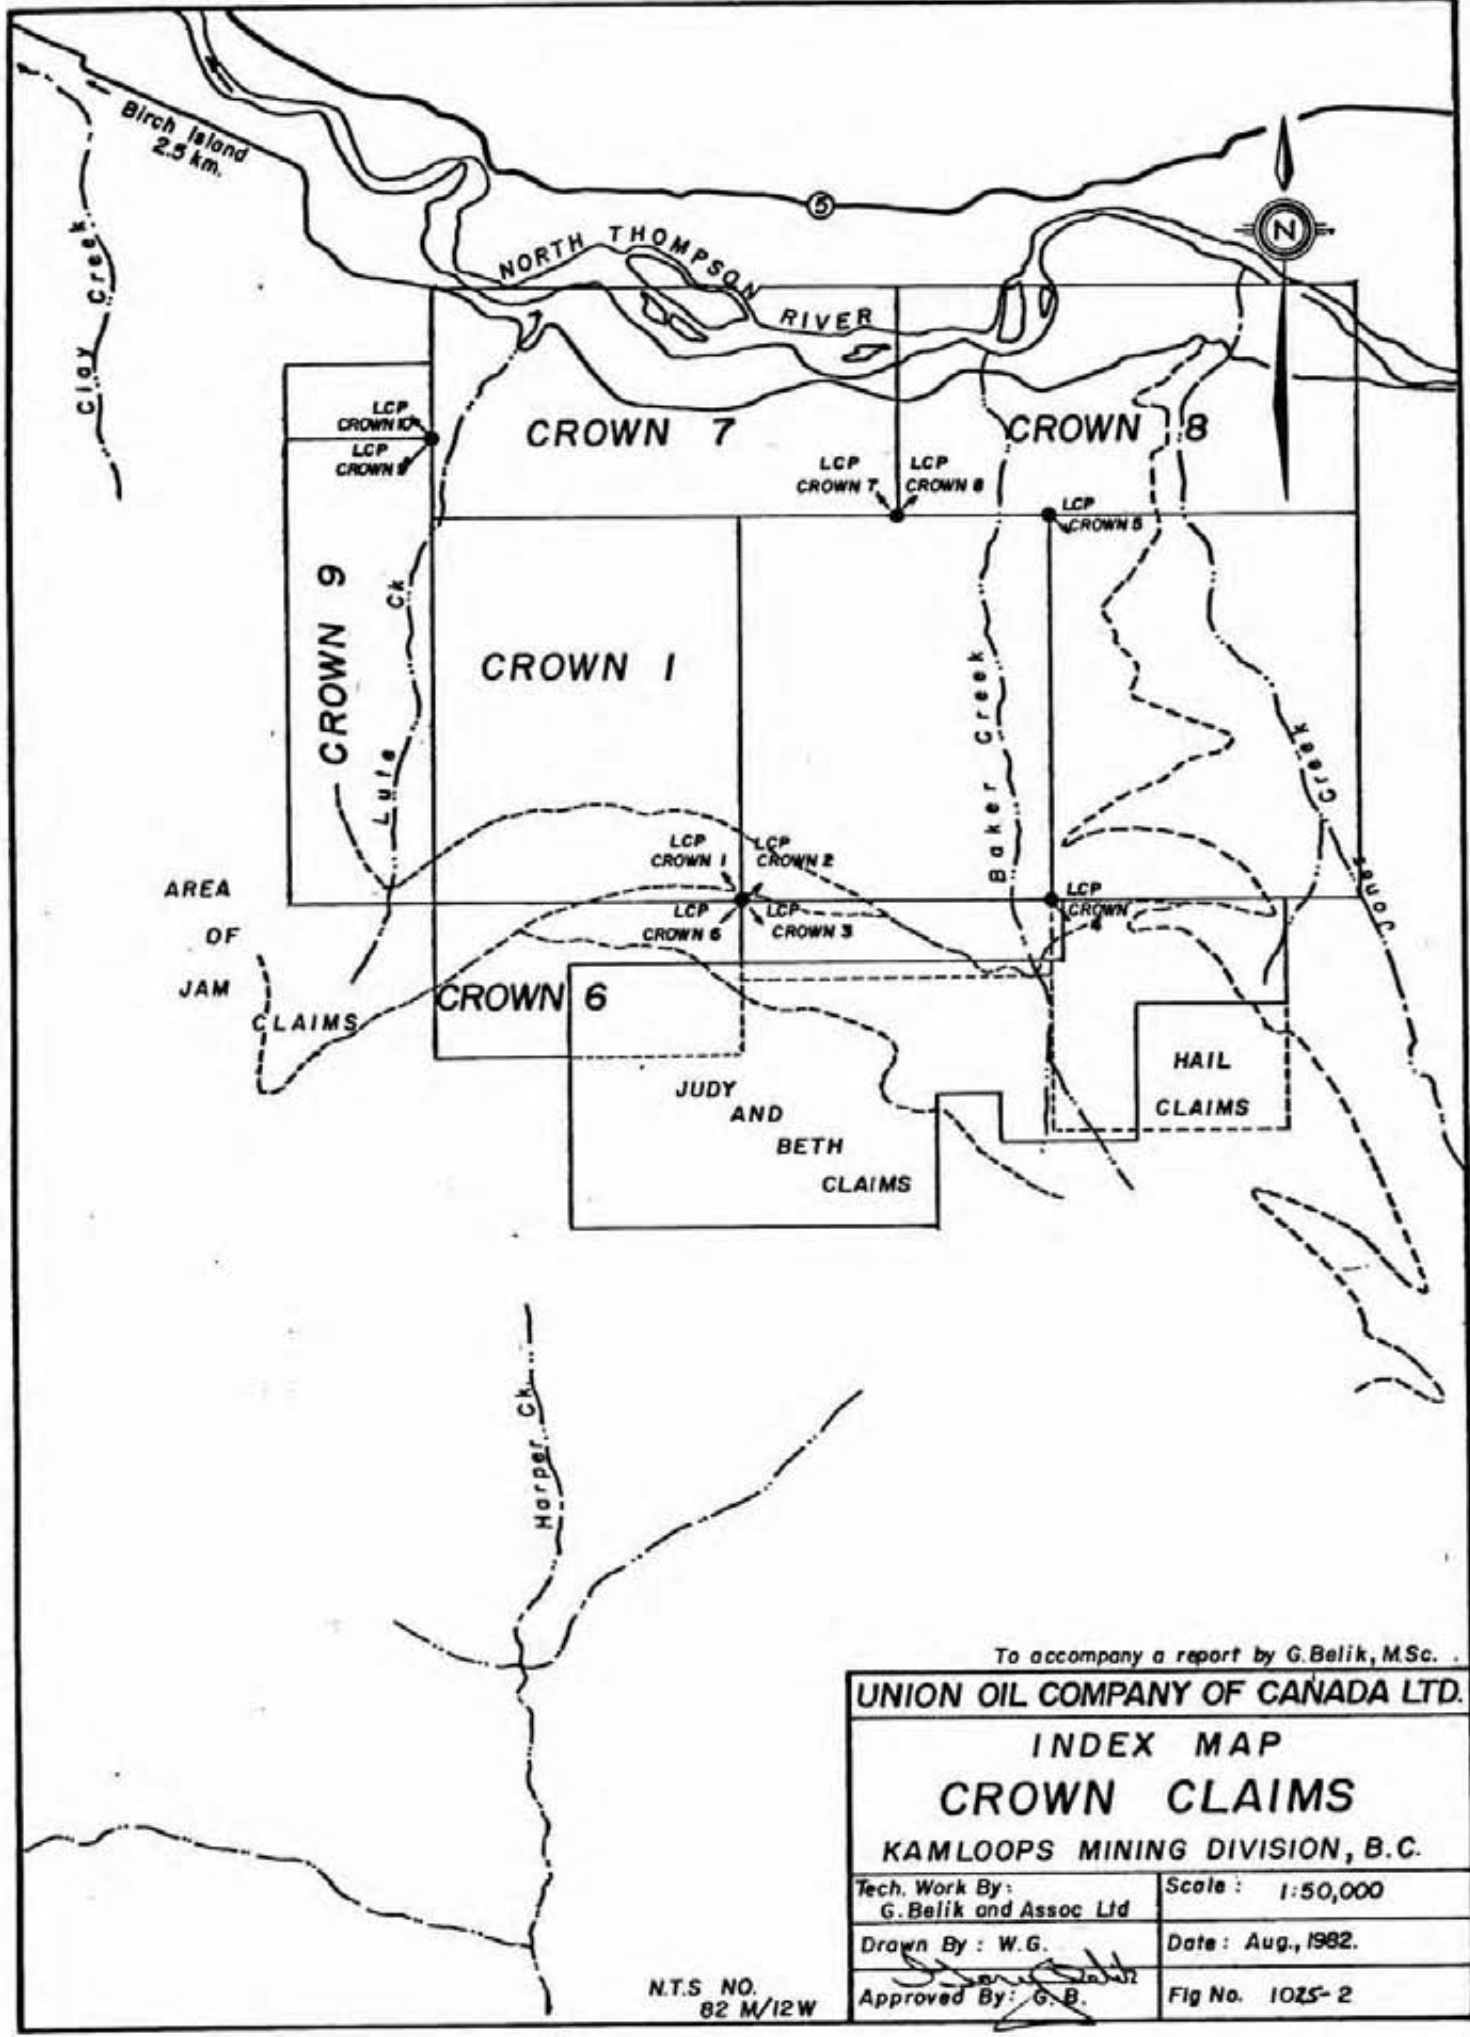 Birch Island
2.5 km.
Clay Creek
5
N
NORTH THOMPSON RIVER
LCP
CROWN 10
LCP
CROWN 9
CROWN 7
CROWN 8
LCP
CROWN 7
LCP
CROWN 8
LCP
CROWN 5
CROWN 9
Lute Ck
CROWN 1
Baker Creek
Jones Creek
LCP
CROWN 1
LCP
CROWN 2
LCP
CROWN 6
LCP
CROWN 3
LCP
CROWN
4
AREA
OF
JAM
CLAIMS
CROWN 6
JUDY
AND
BETH
CLAIMS
HAIL
CLAIMS
Harper Ck.
To accompany a report by G. Belik, M.Sc.
UNION OIL COMPANY OF CANADA LTD.
INDEX MAP
CROWN CLAIMS
KAMLOOPS MINING DIVISION, B.C.
Tech. Work By:
G. Belik and Assoc Ltd
Scale: 1:50,000
Drawn By: W.G.
Date: Aug., 1982.
Approved By: G.B.
Fig No. 1025-2
N.T.S NO.
82 M/12W